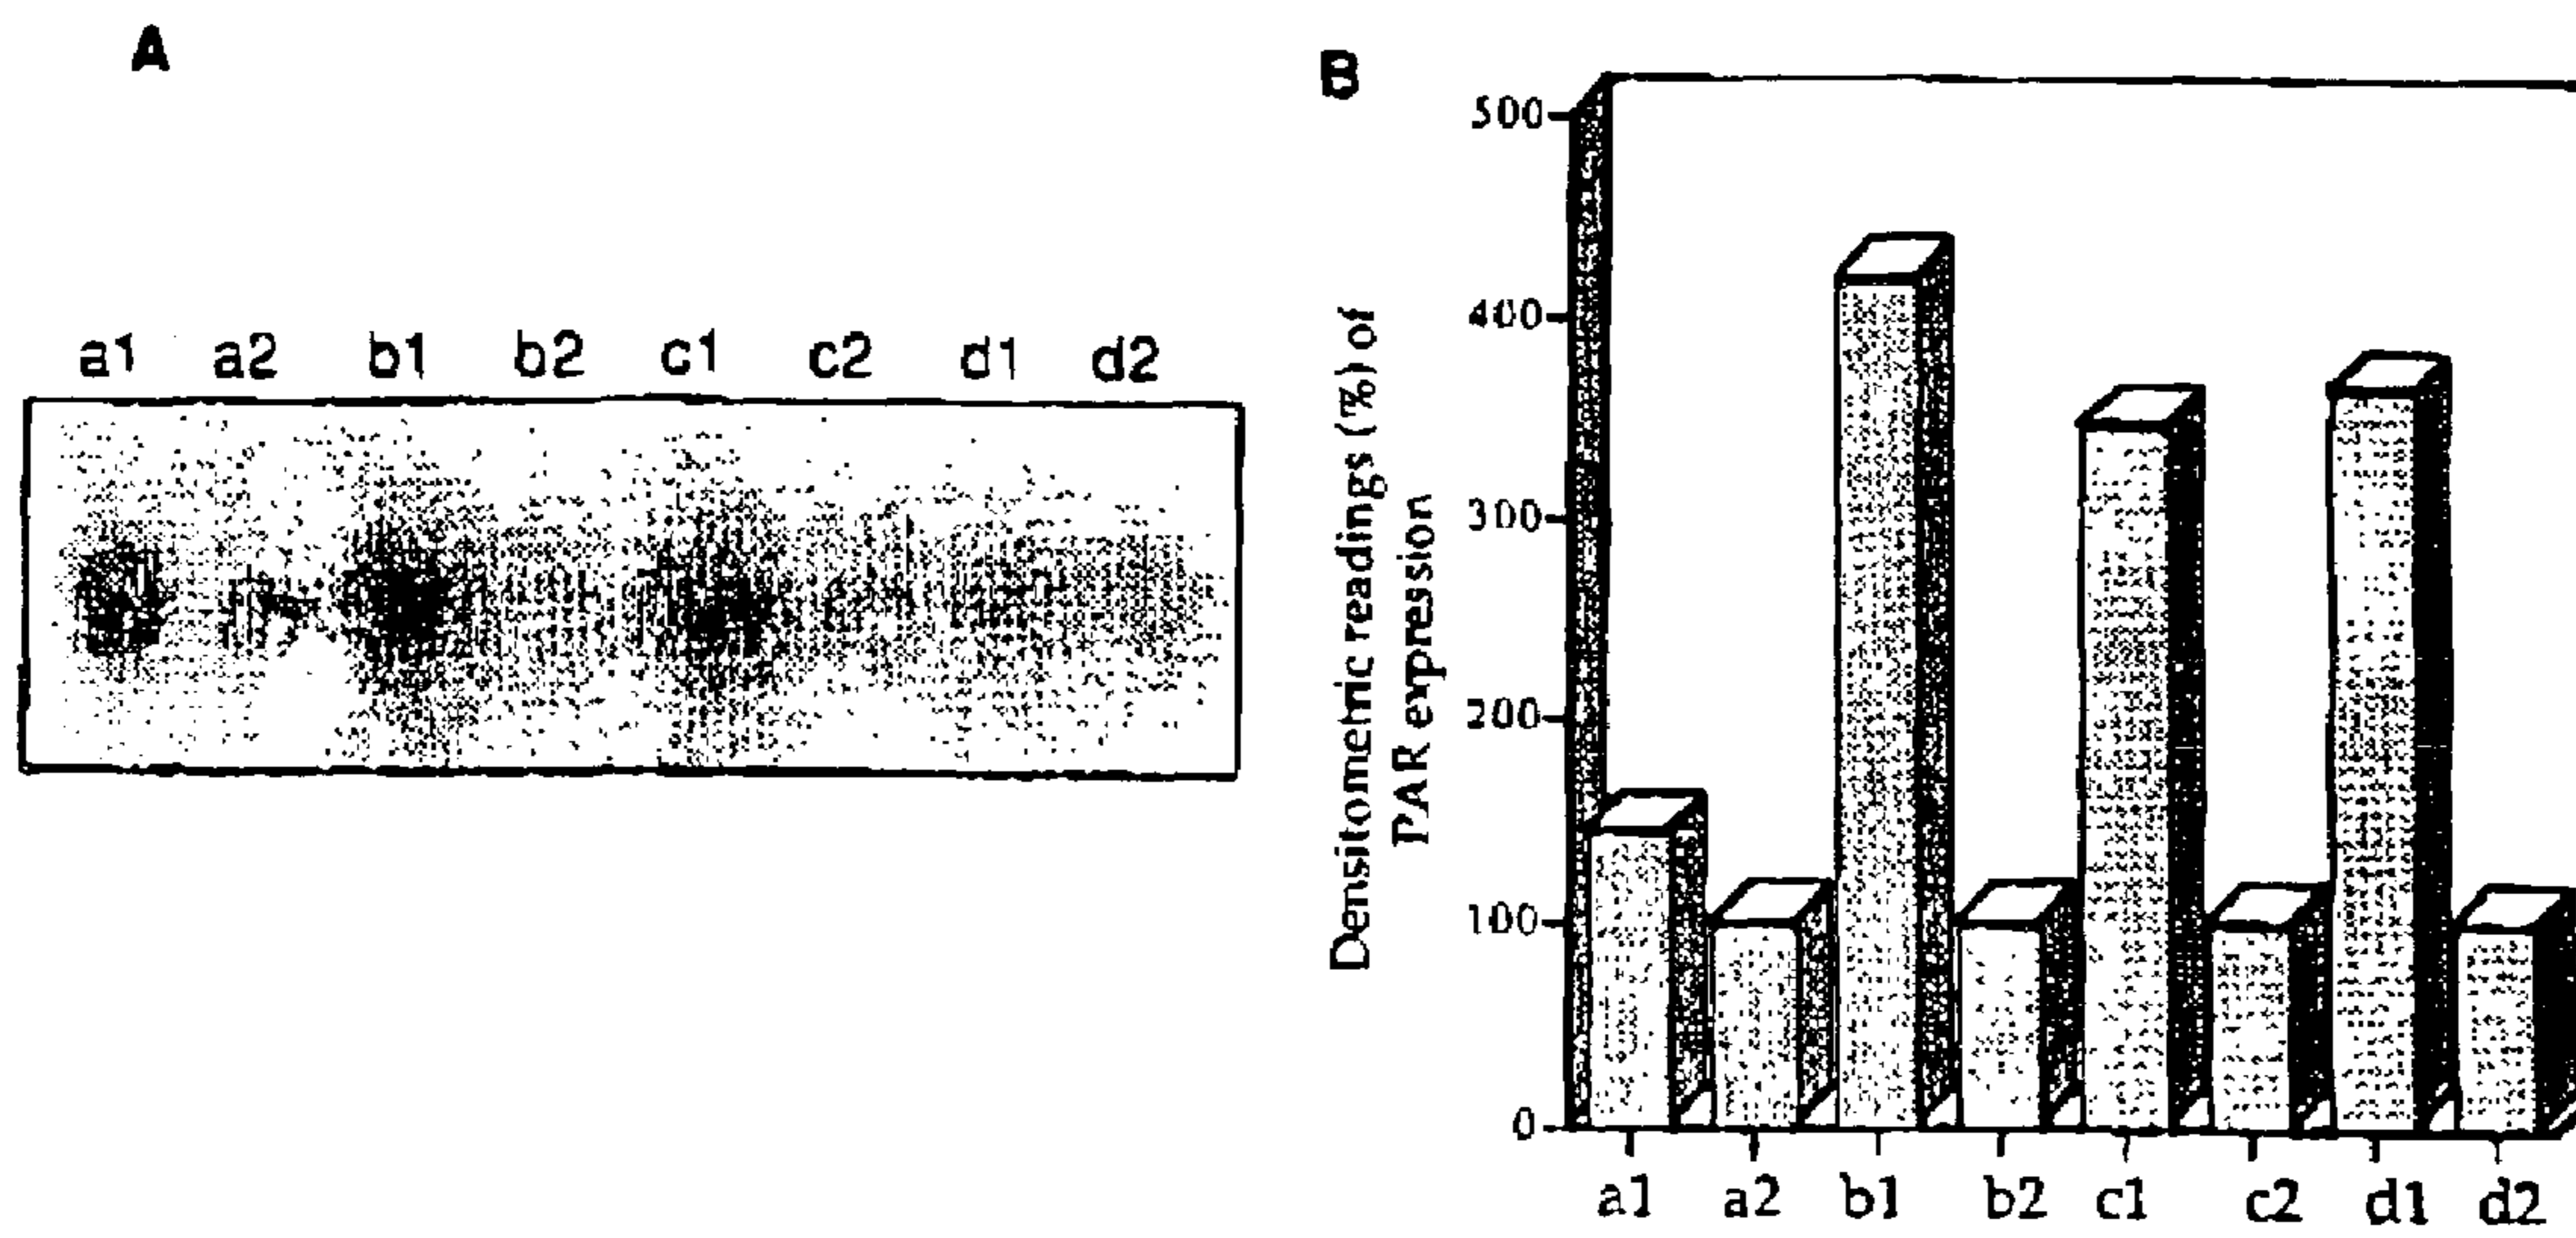 A
a1 a2 b1 b2 c1 c2 d1 d2
B
Densitometric readings (%) of
PAR expression
500
400
300
200
100
0
a1 a2 b1 b2 c1 c2 d1 d2